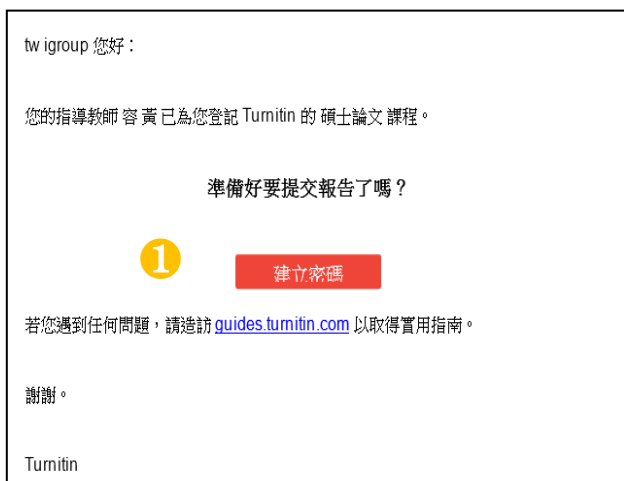 tw igroup 您好：
您的指導教師 容 黃 已為您登記 Turnitin 的 碩士論文 課程。
準備好要提交報告了嗎？
1
建立密碼
若您遇到任何問題，請造訪 guides.turnitin.com 以取得實用指南。
謝謝。
Turnitin